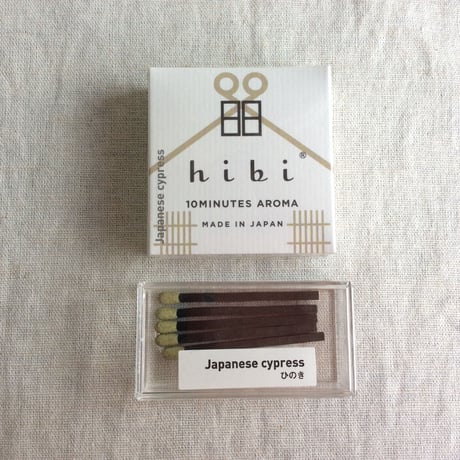 Japanese cypress
hibi®
10MINUTES AROMA
MADE IN JAPAN
Japanese cypress
ひのき